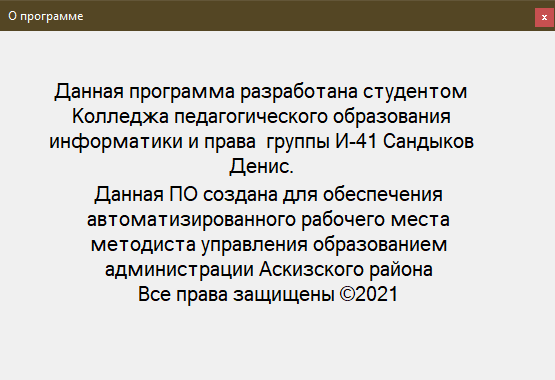 О программе
x
Данная программа разработана студентом
Колледжа педагогического образования
информатики и права  группы И-41 Сандыков
Денис.
Данная ПО создана для обеспечения
автоматизированного рабочего места
методиста управления образованием
администрации Аскизского района
Все права защищены ©2021